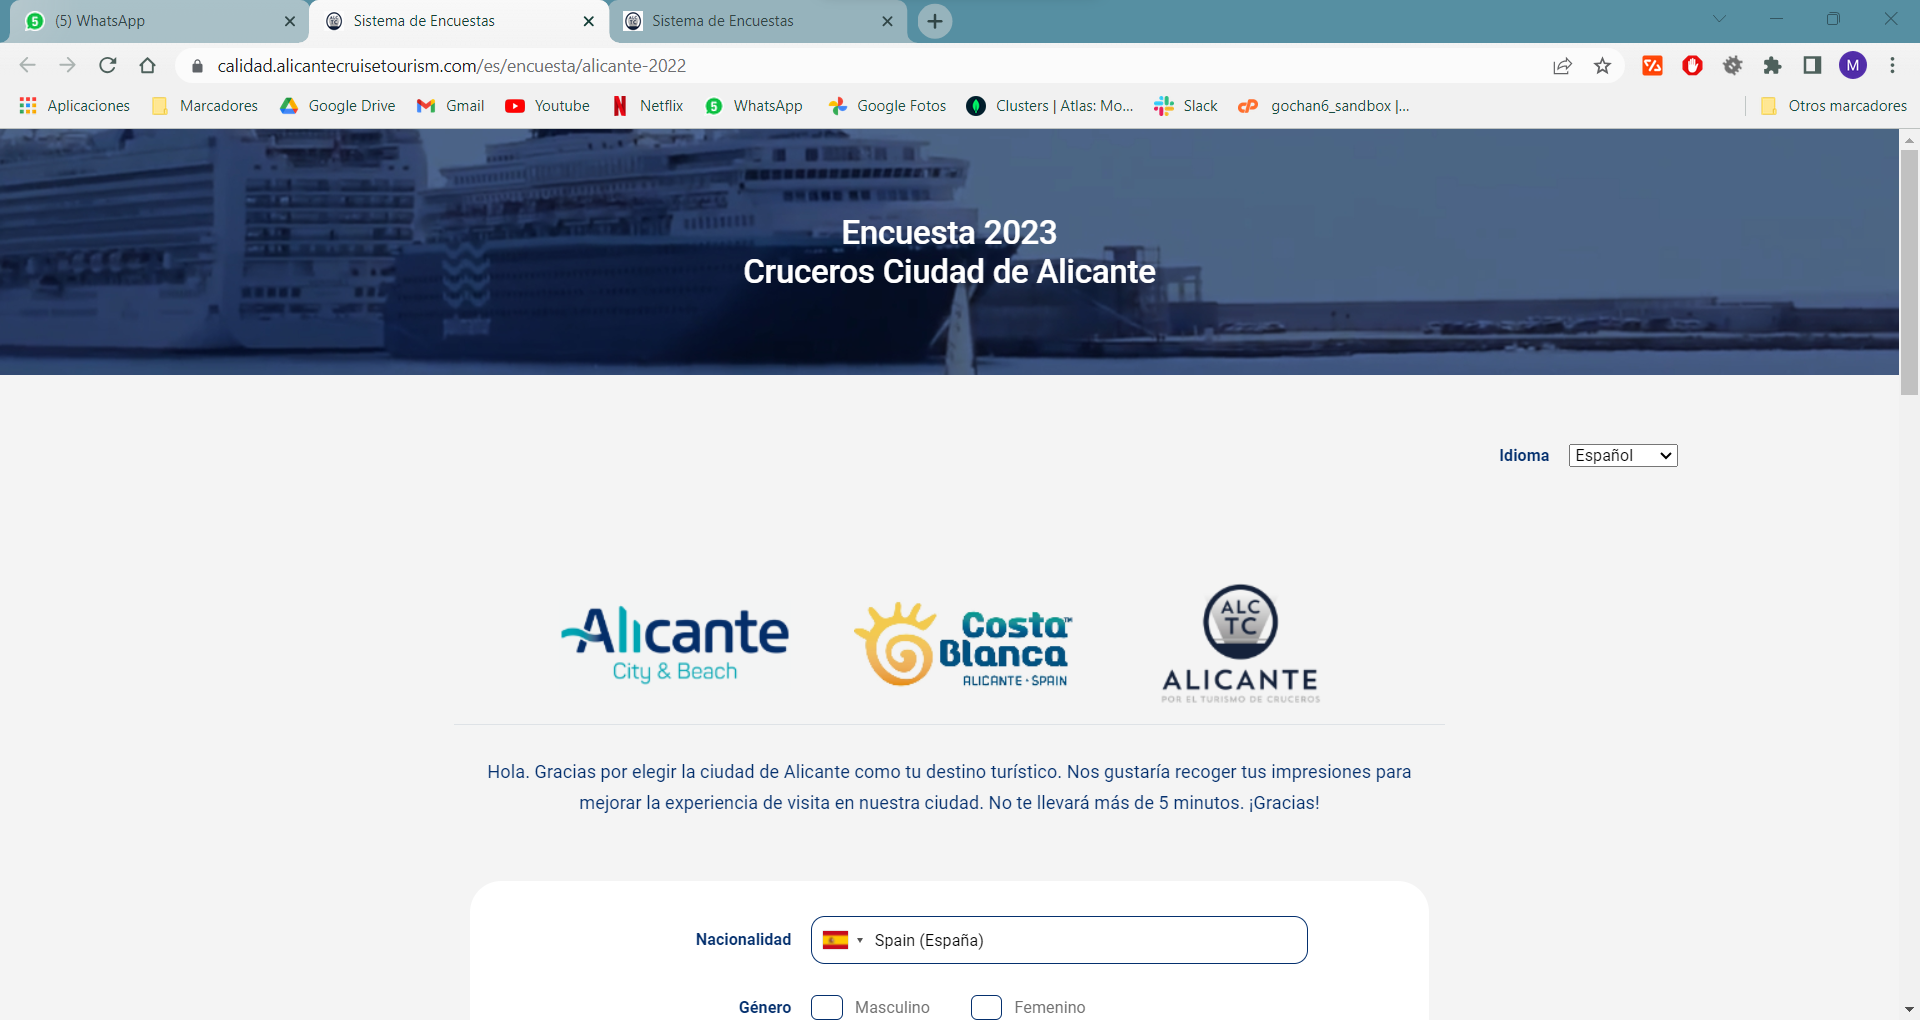 (5) WhatsApp
Sistema de Encuestas
Sistema de Encuestas
calidad.alicantecruisetourism.com/es/encuesta/alicante-2022
M
Aplicaciones
Marcadores
Google Drive
Gmail
Youtube
Netflix
5
WhatsApp
Google Fotos
Clusters | Atlas: Mo...
Slack
gochan6_sandbox |...
Otros marcadores
Encuesta 2023
Cruceros Ciudad de Alicante
Idioma
Español
Alicante
City & Beach
Costa
Blanca
ALICANTE · SPAIN
ALC
TC
ALICANTE
POR EL TURISMO DE CRUCEROS
Hola. Gracias por elegir la ciudad de Alicante como tu destino turístico. Nos gustaría recoger tus impresiones para
mejorar la experiencia de visita en nuestra ciudad. No te llevará más de 5 minutos. ¡Gracias!
Nacionalidad
Spain (España)
Género
Masculino
Femenino